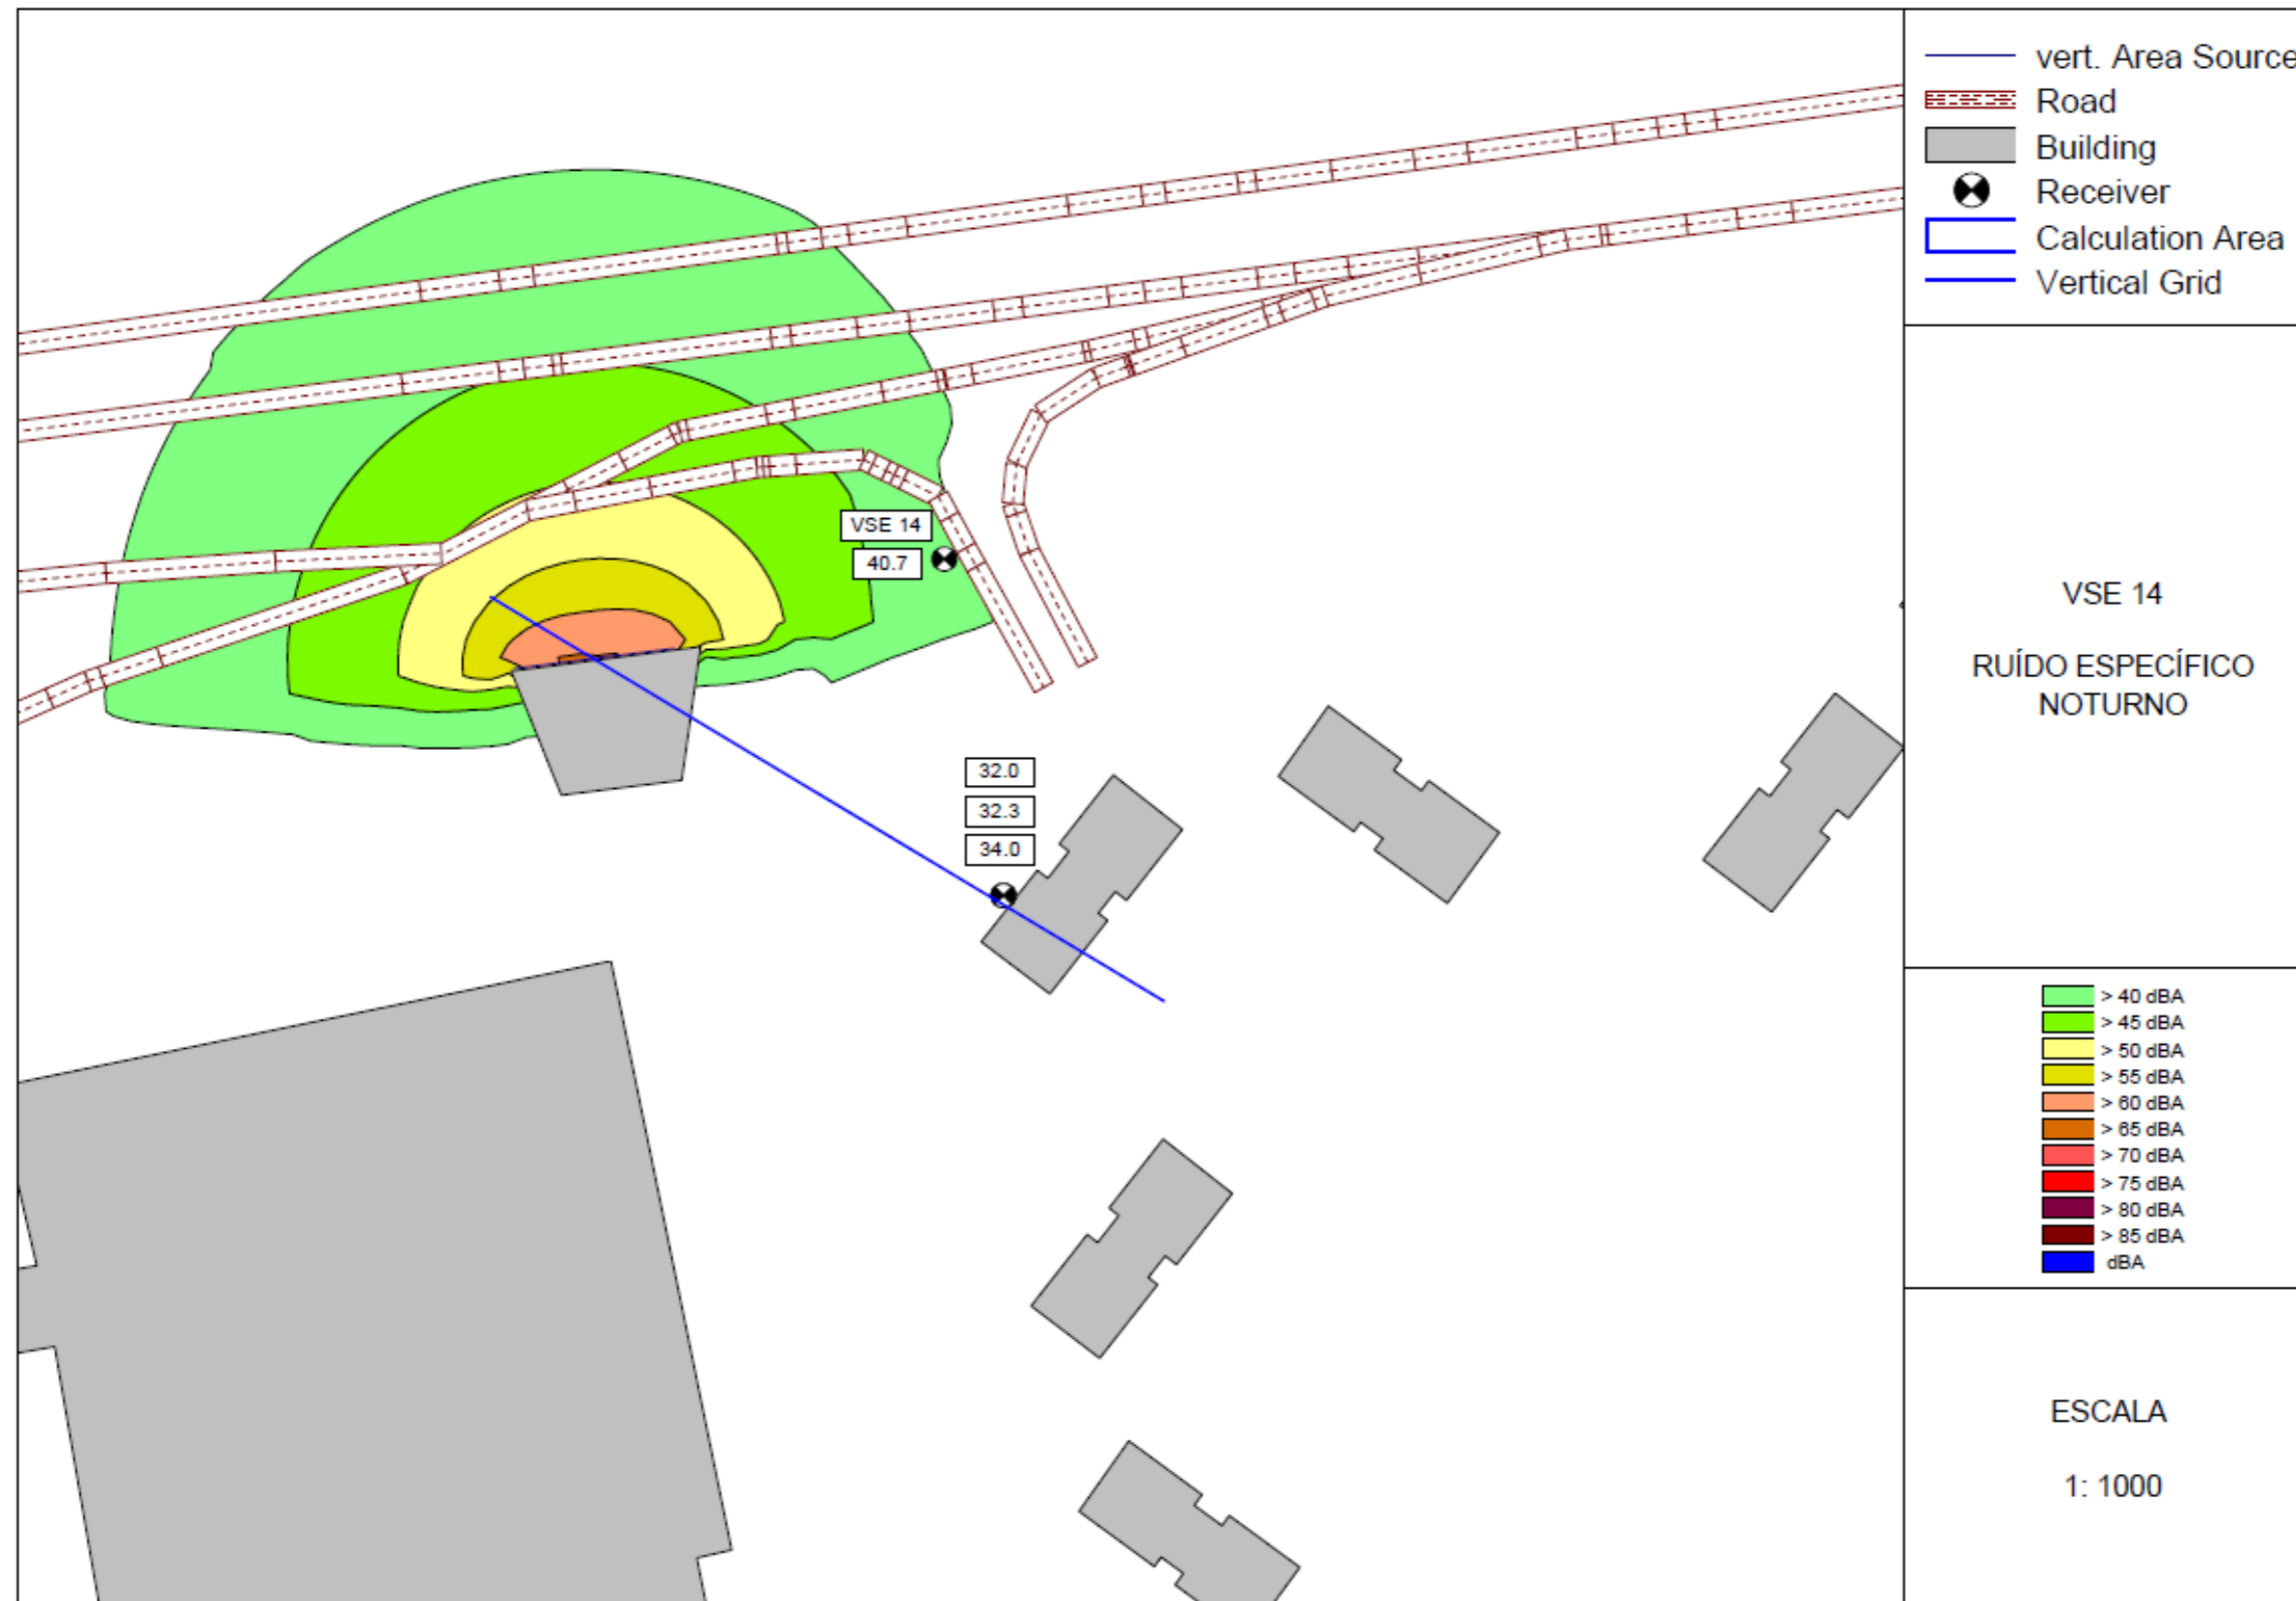 VSE 14
40.7
32.0
32.3
34.0
vert. Area Source
Road
Building
Receiver
Calculation Area
Vertical Grid
VSE 14
RUÍDO ESPECÍFICO
NOTURNO
> 40 dBA
> 45 dBA
> 50 dBA
> 55 dBA
> 60 dBA
> 65 dBA
> 70 dBA
> 75 dBA
> 80 dBA
> 85 dBA
dBA
ESCALA
1: 1000